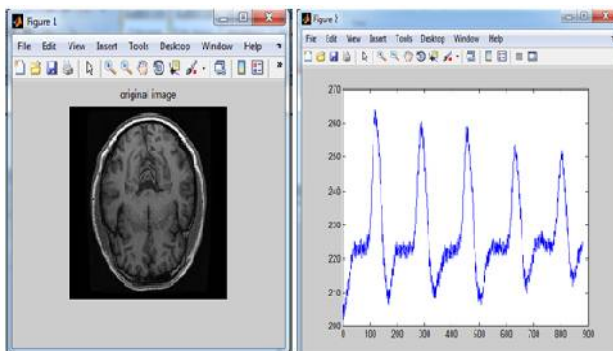 Figure 1
File Edit View Insert Tools Desktop Window Help
original image
Figure 2
File Edit View Insert Tools Desktop Window Help
270
260
250
240
230
220
210
200
0 100 200 300 400 500 600 700 800 900